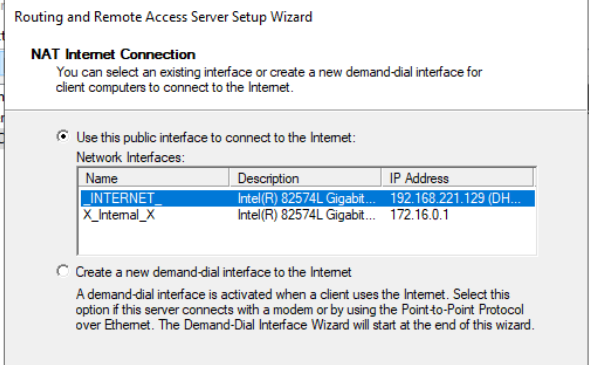 Routing and Remote Access Server Setup Wizard
NAT Internet Connection
You can select an existing interface or create a new demand-dial interface for
client computers to connect to the Internet.
Use this public interface to connect to the Internet:
Network Interfaces:
Name Description IP Address
_INTERNET_ Intel(R) 82574L Gigabit... 192.168.221.129 (DH...
X_Internal_X Intel(R) 82574L Gigabit... 172.16.0.1
Create a new demand-dial interface to the Internet
A demand-dial interface is activated when a client uses the Internet. Select this
option if this server connects with a modem or by using the Point-to-Point Protocol
over Ethernet. The Demand-Dial Interface Wizard will start at the end of this wizard.